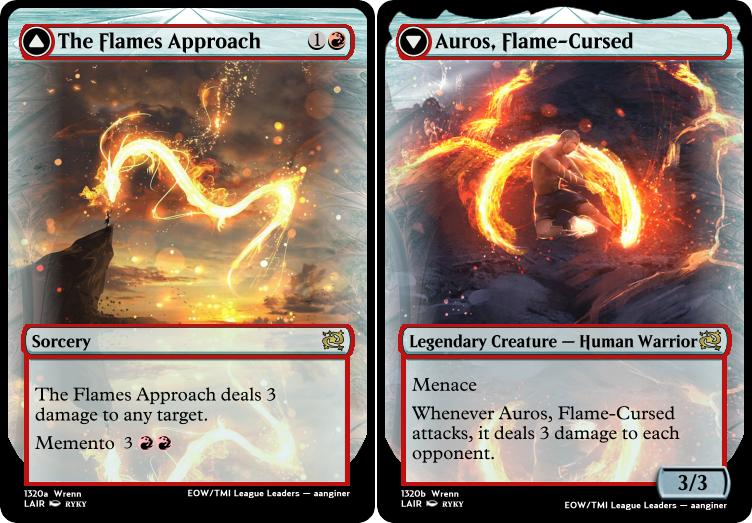 The Flames Approach
1
The Flames Approach deals 3
damage to any target.
Memento 3
Sorcery
1320a Wrenn
LAIR RYKY
EOW/TMI League Leaders — aanginer
Auros, Flame-Cursed
Legendary Creature — Human Warrior
Menace
Whenever Auros, Flame-Cursed
attacks, it deals 3 damage to each
opponent.
3/3
1320b Wrenn
LAIR RYKY
EOW/TMI League Leaders — aanginer